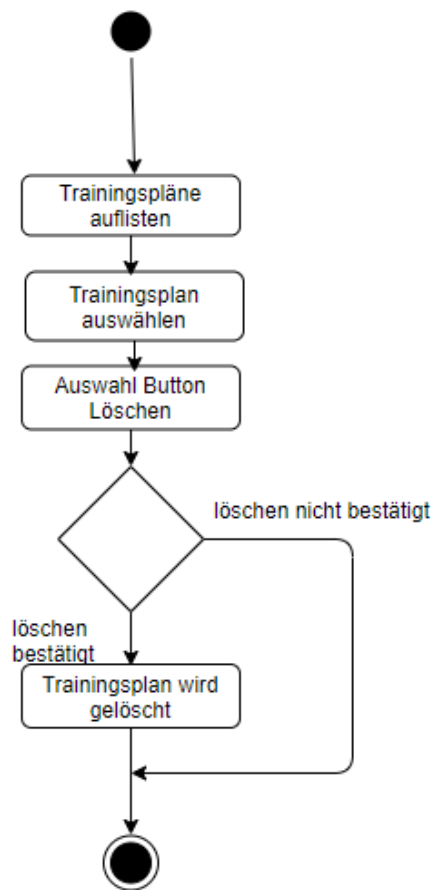 Trainingspläne
auflisten
Trainingsplan
auswählen
Auswahl Button
Löschen
löschen nicht bestätigt
löschen
bestätigt
Trainingsplan wird
gelöscht